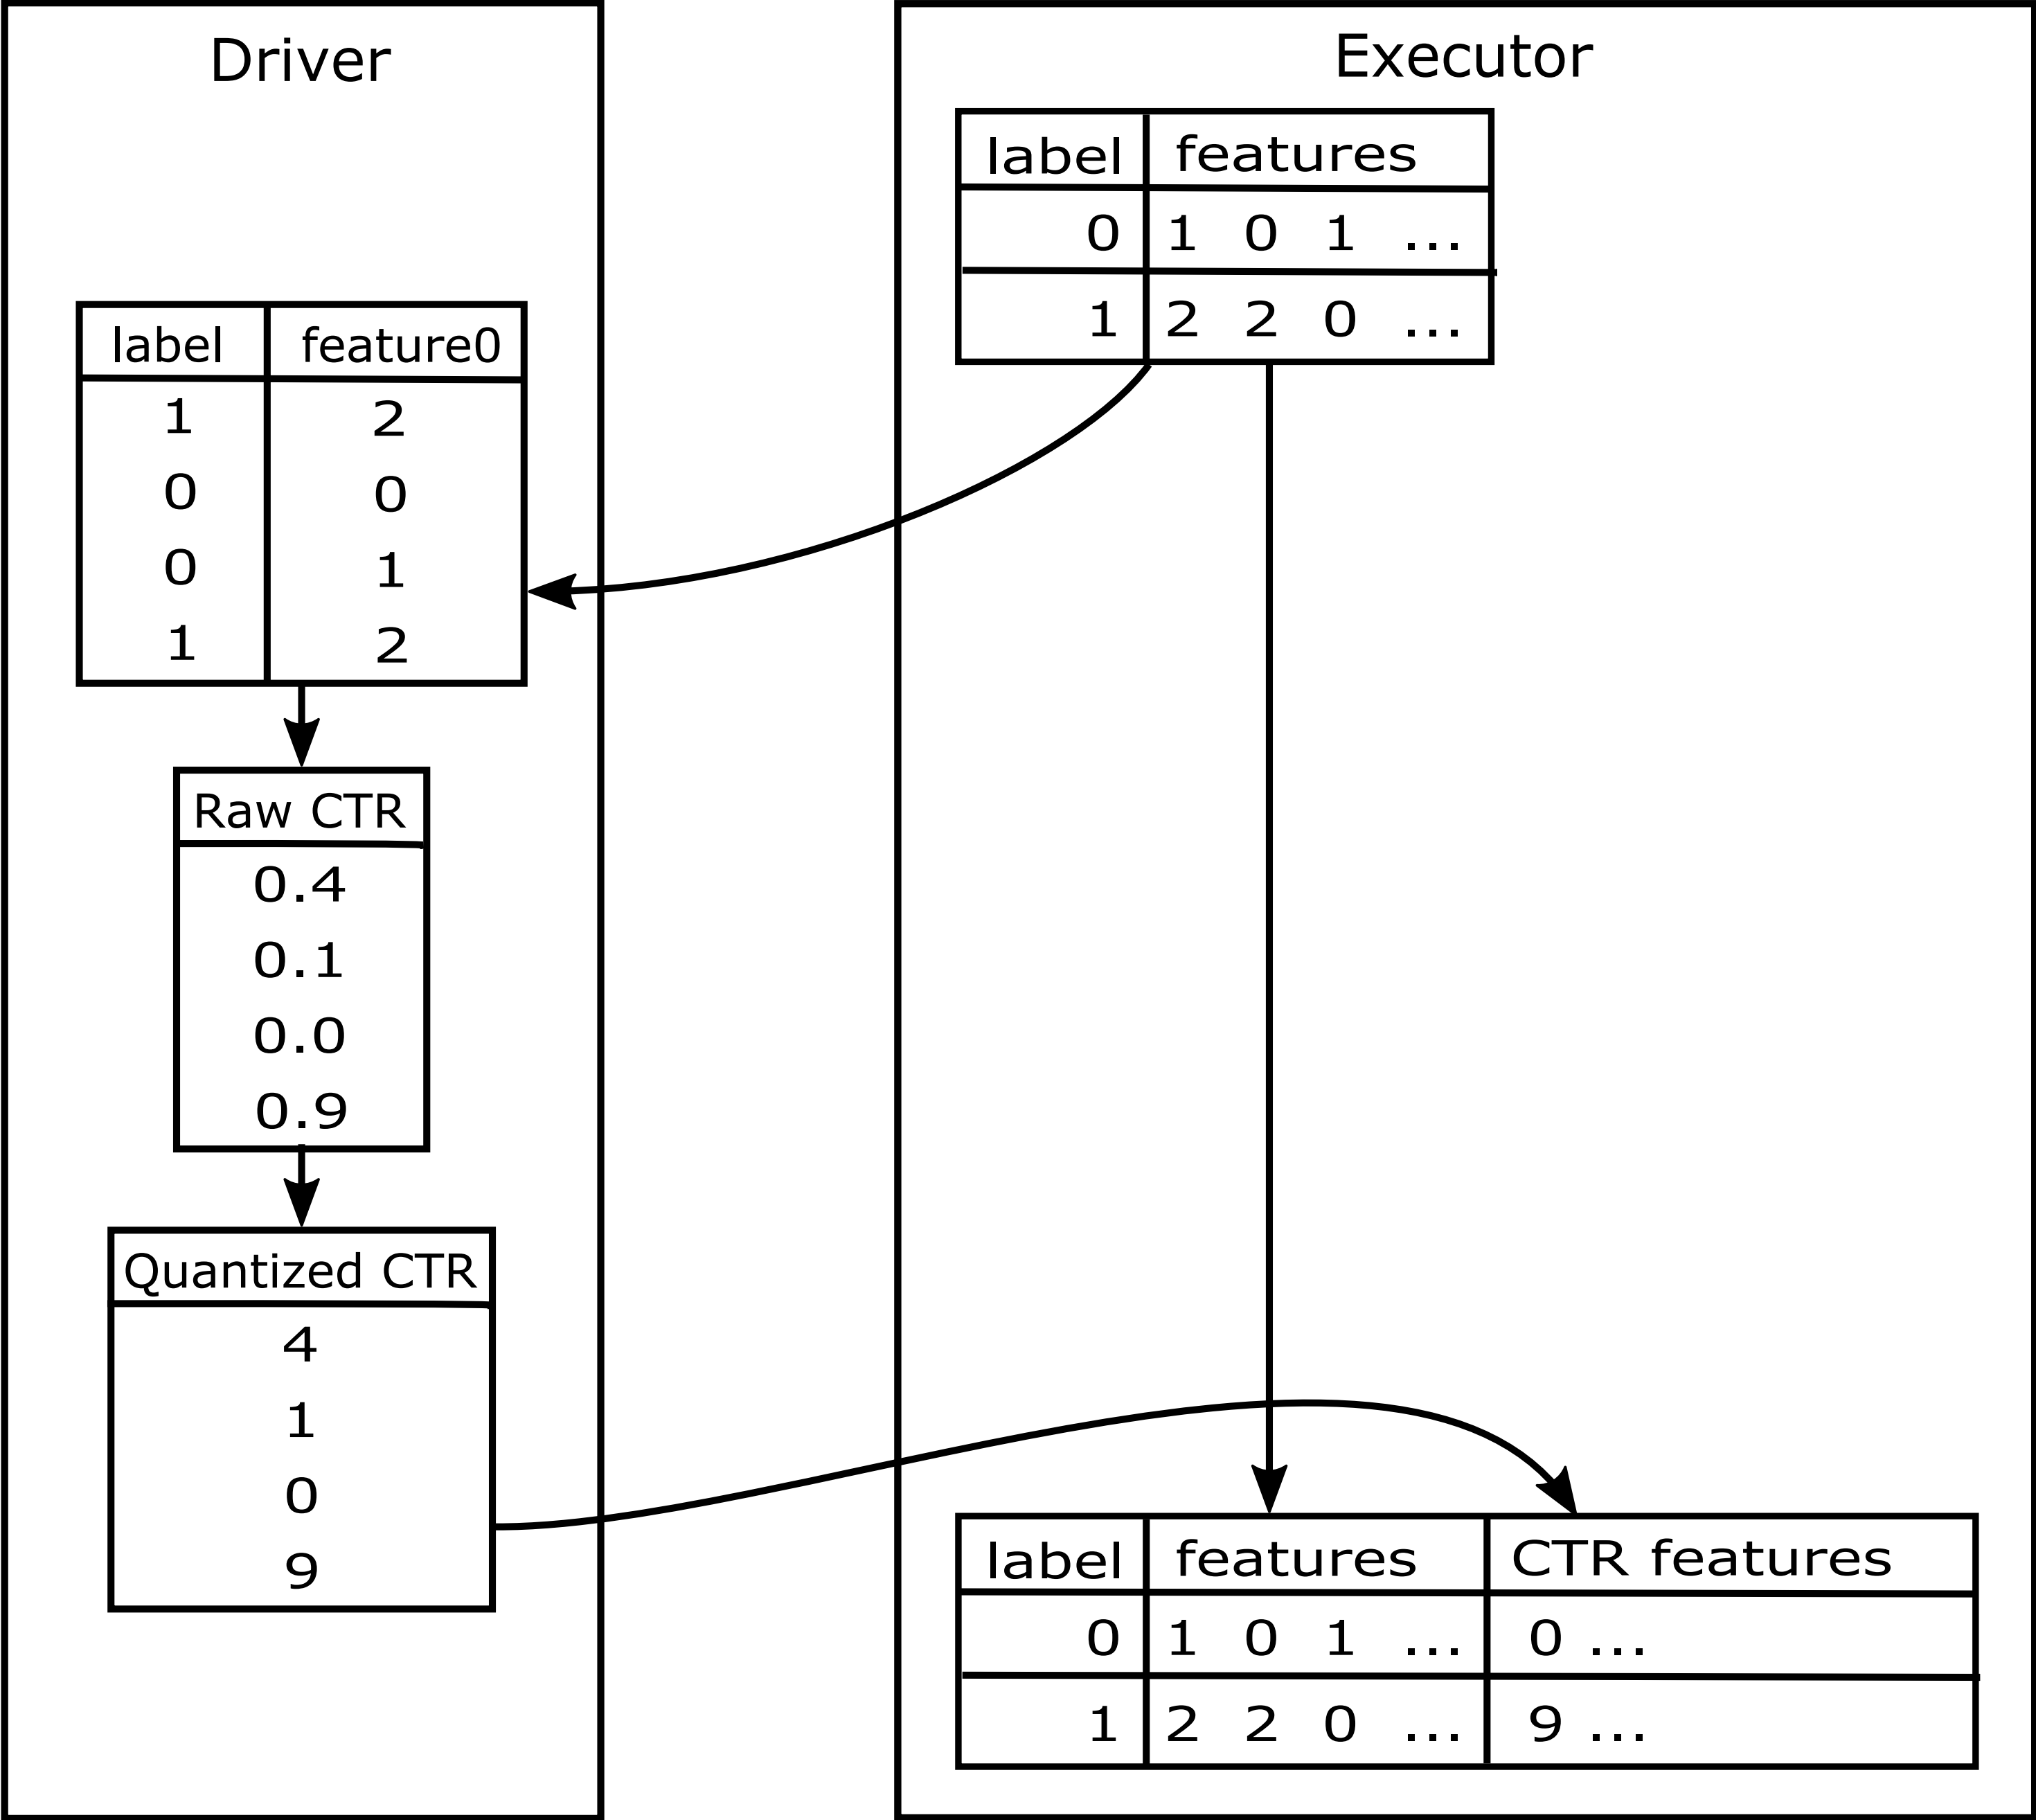 Driver
label feature0
1 2
0 0
0 1
1 2
Raw CTR
0.4
0.1
0.0
0.9
Quantized CTR
4
1
0
9
Executor
label features
0 1 0 1 ...
1 2 2 0 ...
label features CTR features
0 1 0 1 ... 0 ...
1 2 2 0 ... 9 ...